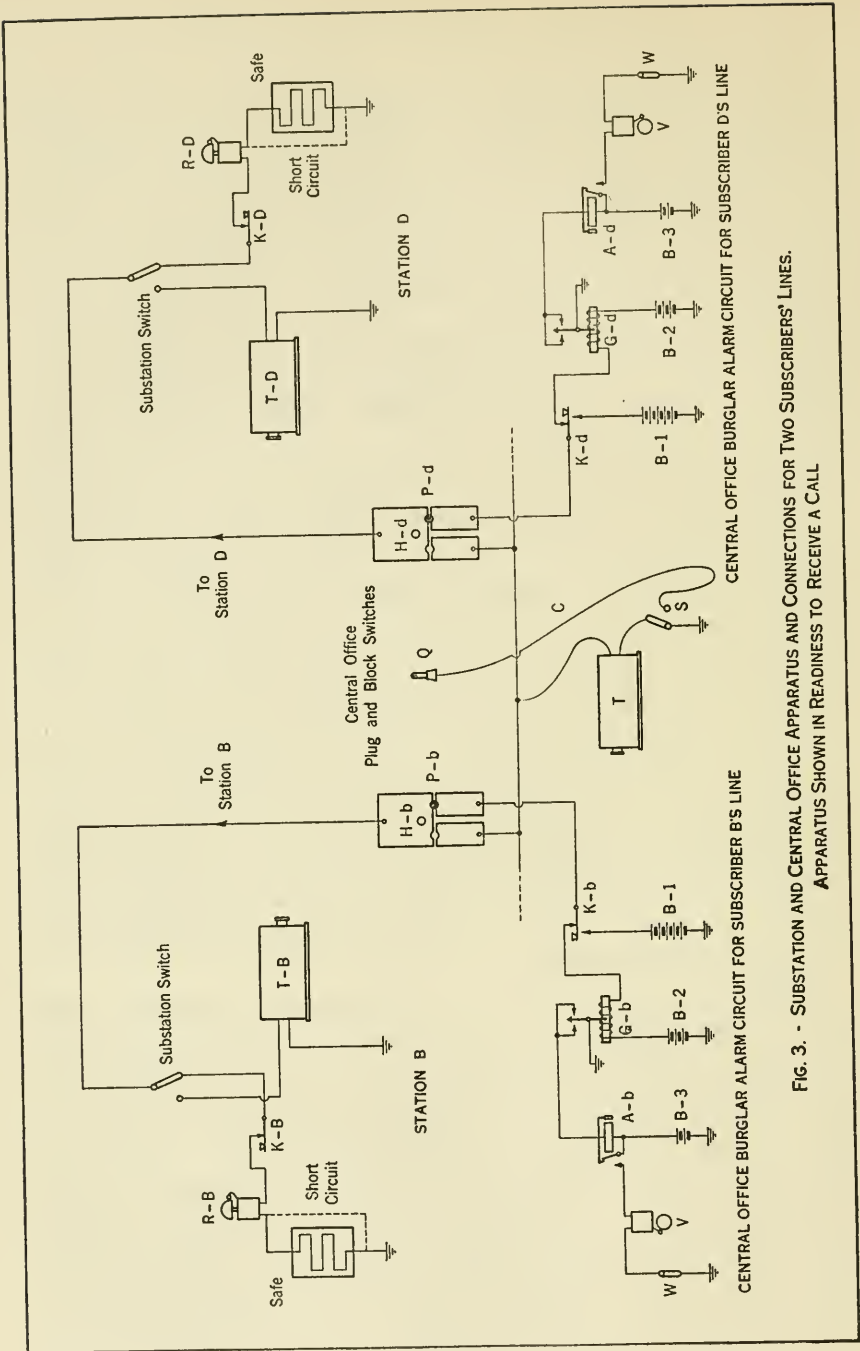 Safe
R-D
Short
Circuit
K-D
Substation Switch
STATION D
T-D
To
Station D
P-d
H-d
W
V
A-d
B-3
G-d
B-2
K-d
B-1
CENTRAL OFFICE BURGLAR ALARM CIRCUIT FOR SUBSCRIBER D'S LINE
Central Office
Plug and Block Switches
Q
C
S
T
To
Station B
P-b
H-b
Substation Switch
T-B
K-B
STATION B
R-B
Short
Circuit
Safe
K-b
B-1
G-b
B-2
A-b
B-3
V
W
CENTRAL OFFICE BURGLAR ALARM CIRCUIT FOR SUBSCRIBER B'S LINE
FIG. 3. - SUBSTATION AND CENTRAL OFFICE APPARATUS AND CONNECTIONS FOR TWO SUBSCRIBERS' LINES.
APPARATUS SHOWN IN READINESS TO RECEIVE A CALL